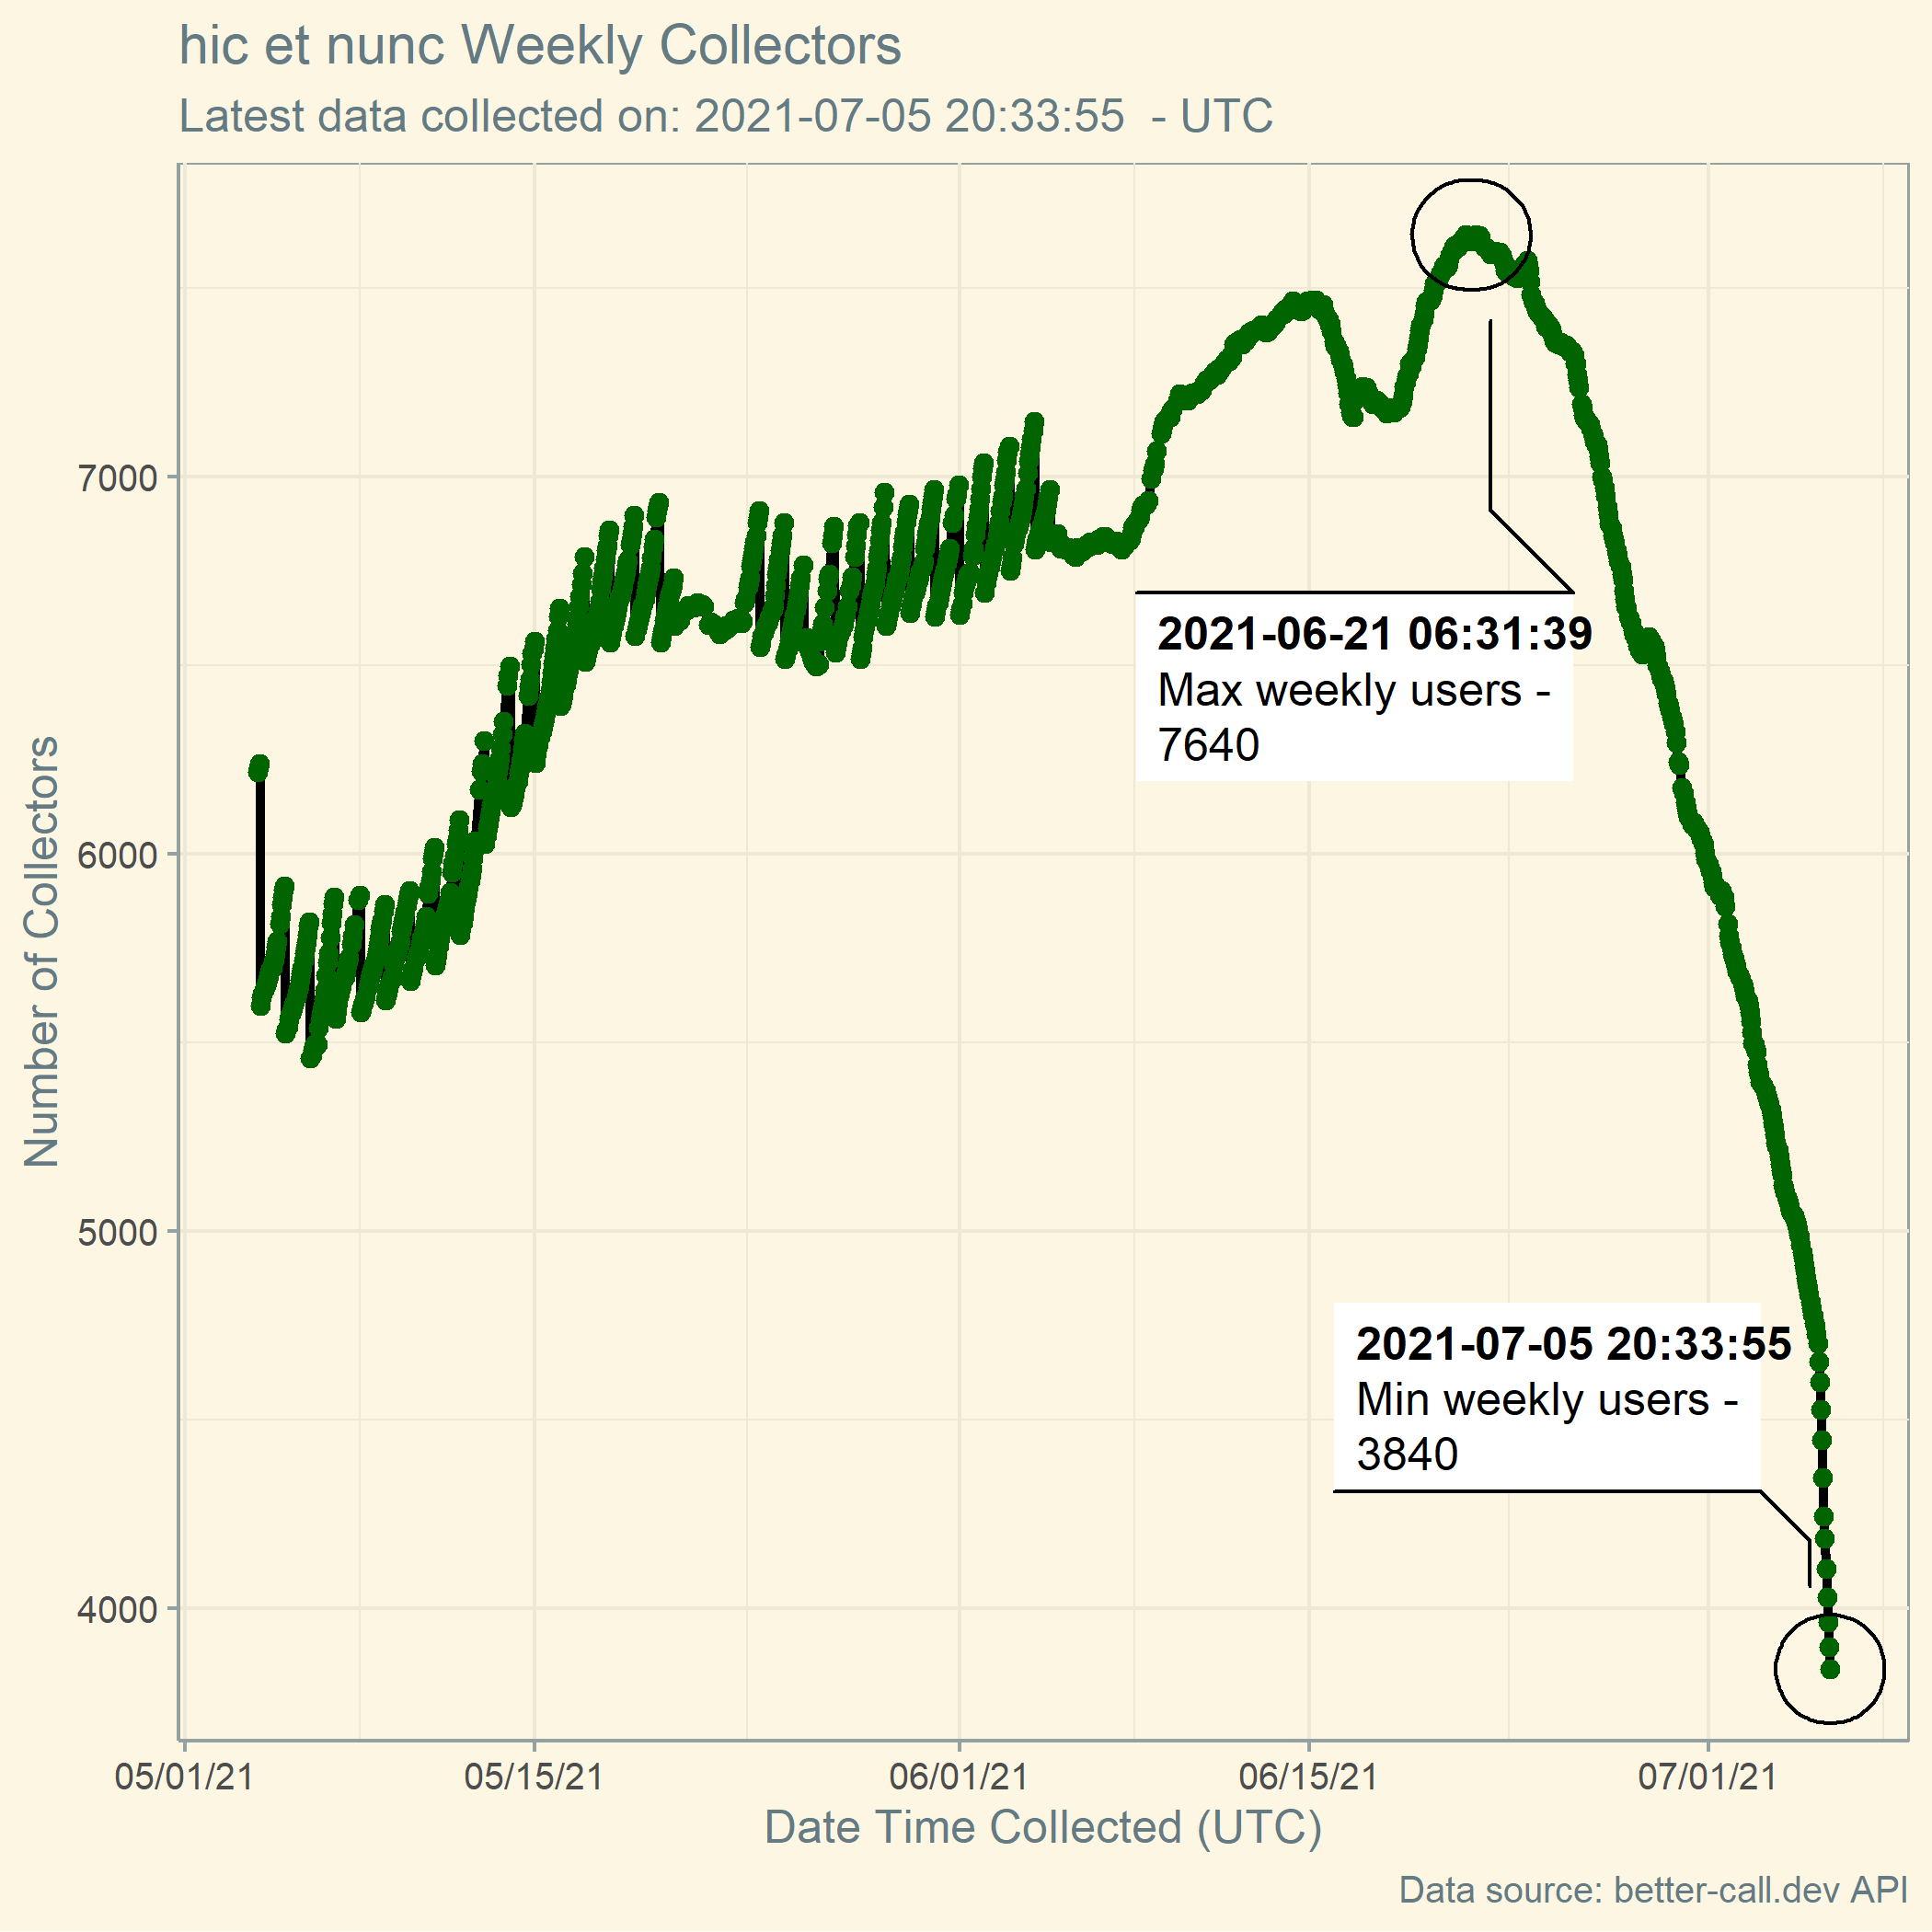 hic et nunc Weekly Collectors
Latest data collected on: 2021-07-05 20:33:55  - UTC
Number of Collectors
7000
6000
5000
4000
2021-06-21 06:31:39
Max weekly users -
7640
2021-07-05 20:33:55
Min weekly users -
3840
05/01/21 05/15/21 06/01/21 06/15/21 07/01/21
Date Time Collected (UTC)
Data source: better-call.dev API